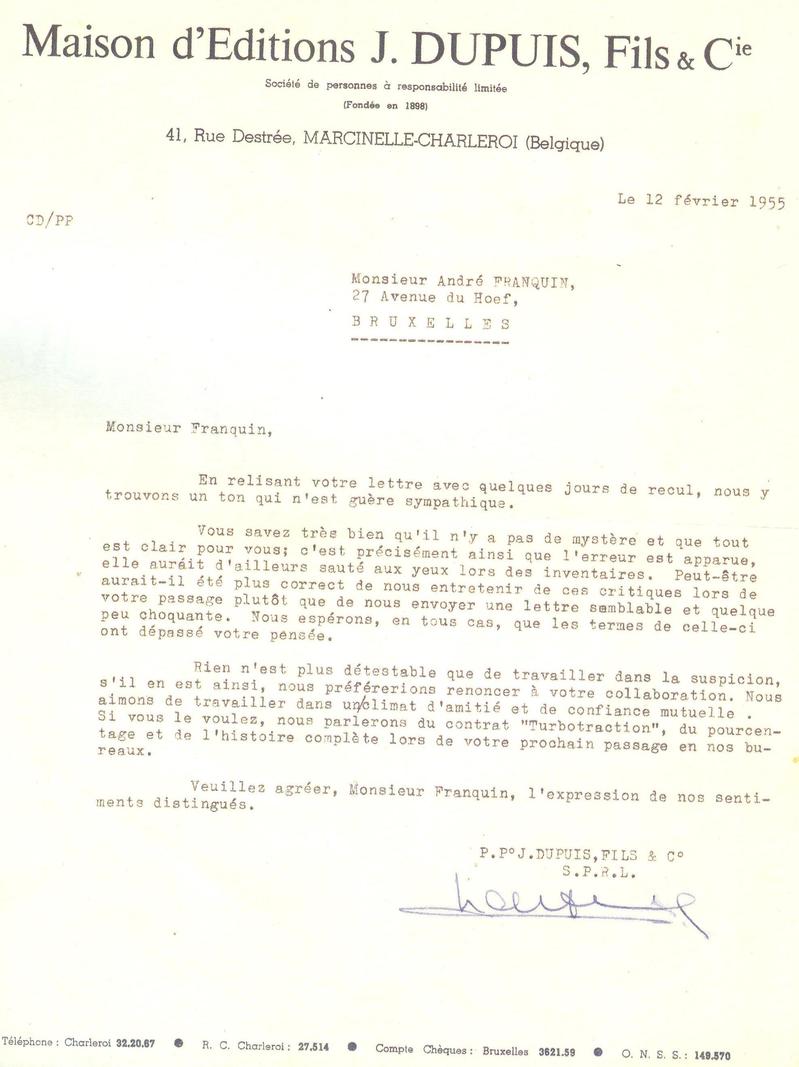 Maison d'Editions J. DUPUIS, Fils & Cie
Société de personnes à responsabilité limitée
(Fondée en 1898)
41, Rue Destrée, MARCINELLE-CHARLEROI (Belgique)
Le 12 février 1955
CD/PP
Monsieur André FRANQUIN,
27 Avenue du Hoef,
B R U X E L L E S
-----------------
Monsieur Franquin,
En relisant votre lettre avec quelques jours de recul, nous y
trouvons un ton qui n'est guère sympathique.
Vous savez très bien qu'il n'y a pas de mystère et que tout
est clair pour vous; c'est précisément ainsi que l'erreur est apparue,
elle aurait d'ailleurs sauté aux yeux lors des inventaires. Peut-être
aurait-il été plus correct de nous entretenir de ces critiques lors de
votre passage plutôt que de nous envoyer une lettre semblable et quelque
peu choquante. Nous espérons, en tous cas, que les termes de celle-ci
ont dépassé votre pensée.
Rien n'est plus détestable que de travailler dans la suspicion,
s'il en est ainsi, nous préférerions renoncer à votre collaboration. Nous
aimons de travailler dans un/climat d'amitié et de confiance mutuelle .
Si vous le voulez, nous parlerons du contrat "Turbotraction", du pourcen-
tage et de l'histoire complète lors de votre prochain passage en nos bu-
reaux.
Veuillez agréer, Monsieur Franquin, l'expression de nos senti-
ments distingués.
P.P° J.DUPUIS,FILS & C°
S.P.R.L.
Téléphone : Charleroi 32.20.67 ● R. C. Charleroi : 27.514 ● Compte Chèques : Bruxelles 3621.59 ● O. N. S. S. : 149.570